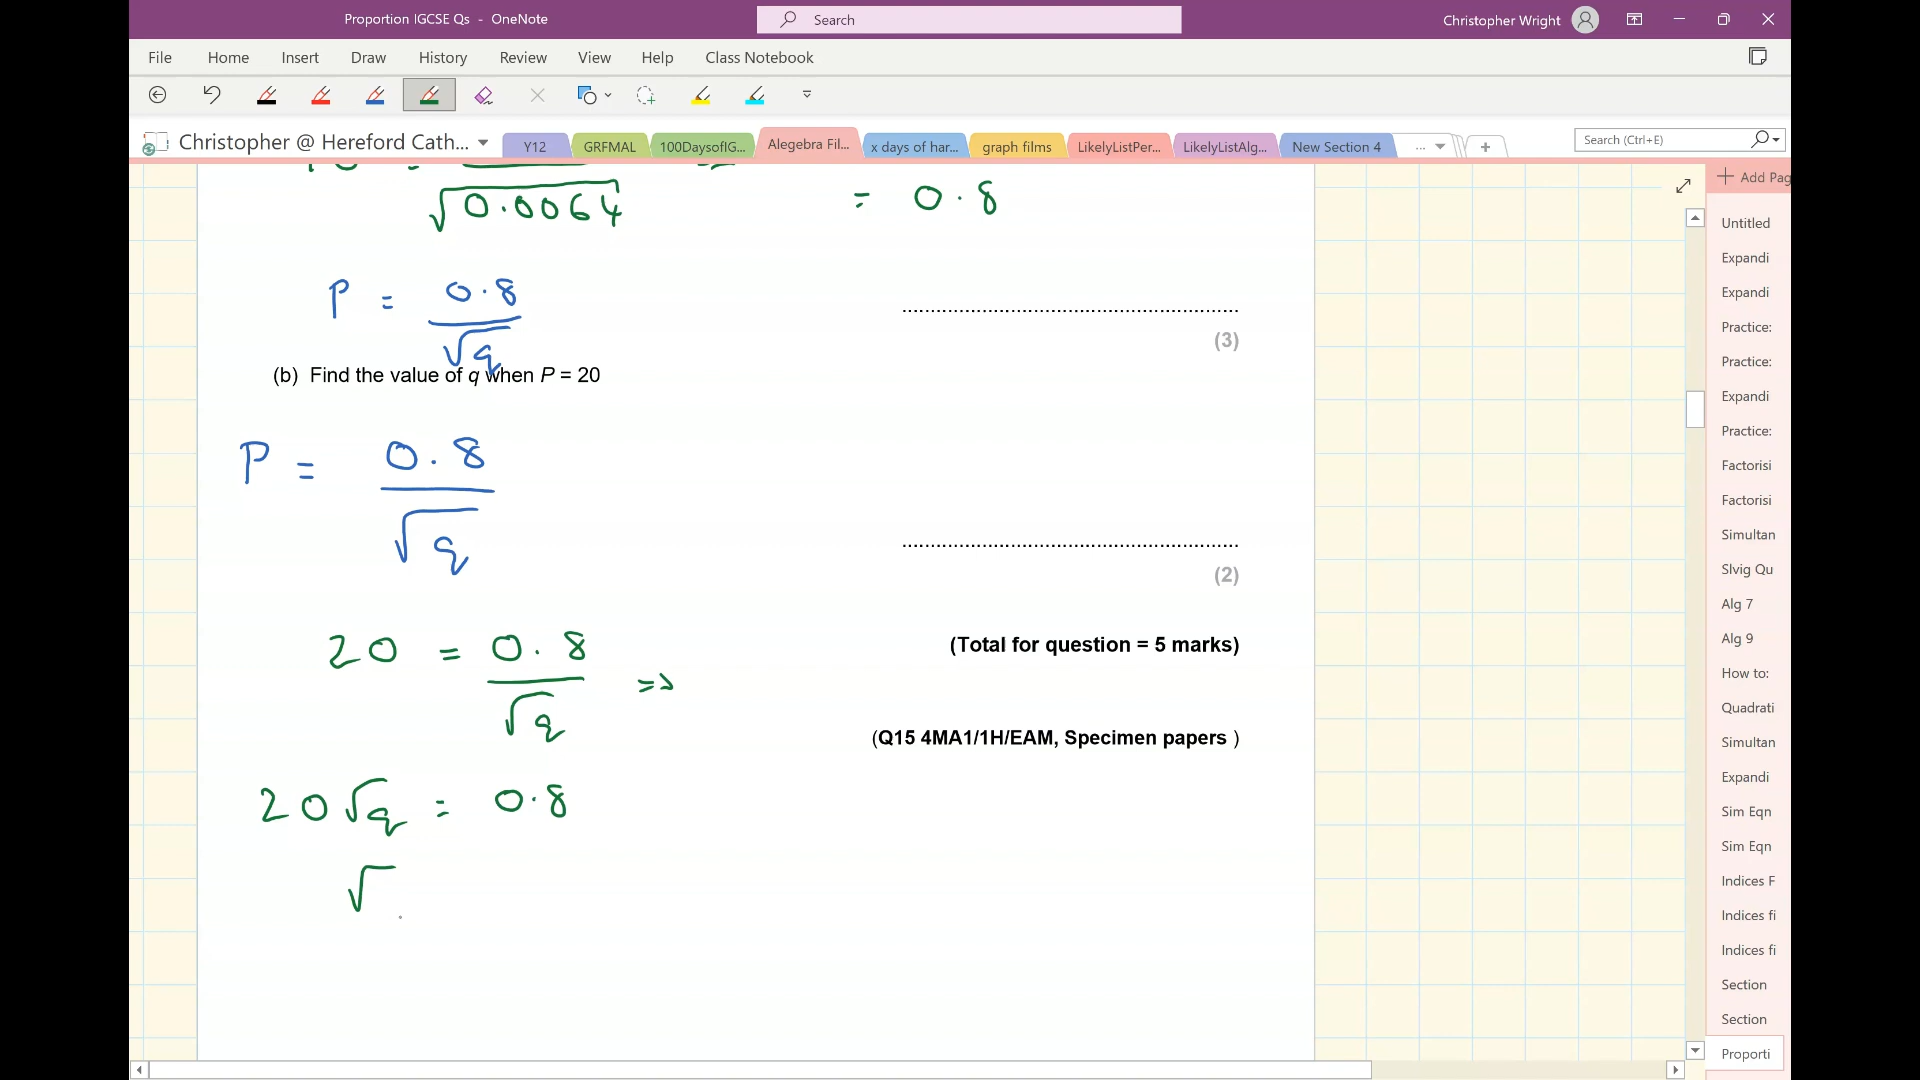 Proportion IGCSE Qs - OneNote
Search
Christopher Wright
File Home Insert Draw History Review View Help Class Notebook
Christopher @ Hereford Cath...
Y12
GRFMAL
100DaysofIG...
Alegebra Fil...
x days of har...
graph films
LikelyListPer...
LikelyListAlg...
New Section 4
...
Search (Ctrl+E)
Add Pag
Untitled
Expandi
Expandi
Practice:
Practice:
Expandi
Practice:
Factorisi
Factorisi
Simultan
Slvig Qu
Alg 7
Alg 9
How to:
Quadrati
Simultan
Expandi
Sim Eqn
Sim Eqn
Indices F
Indices fi
Indices fi
Section
Section
Proporti
√0.0064
= 0.8
P = 0.8/√q
(3)
(b) Find the value of q when P = 20
P = 0.8/√q
(2)
(Total for question = 5 marks)
20 = 0.8/√q =>
(Q15 4MA1/1H/EAM, Specimen papers )
20√q = 0.8
√